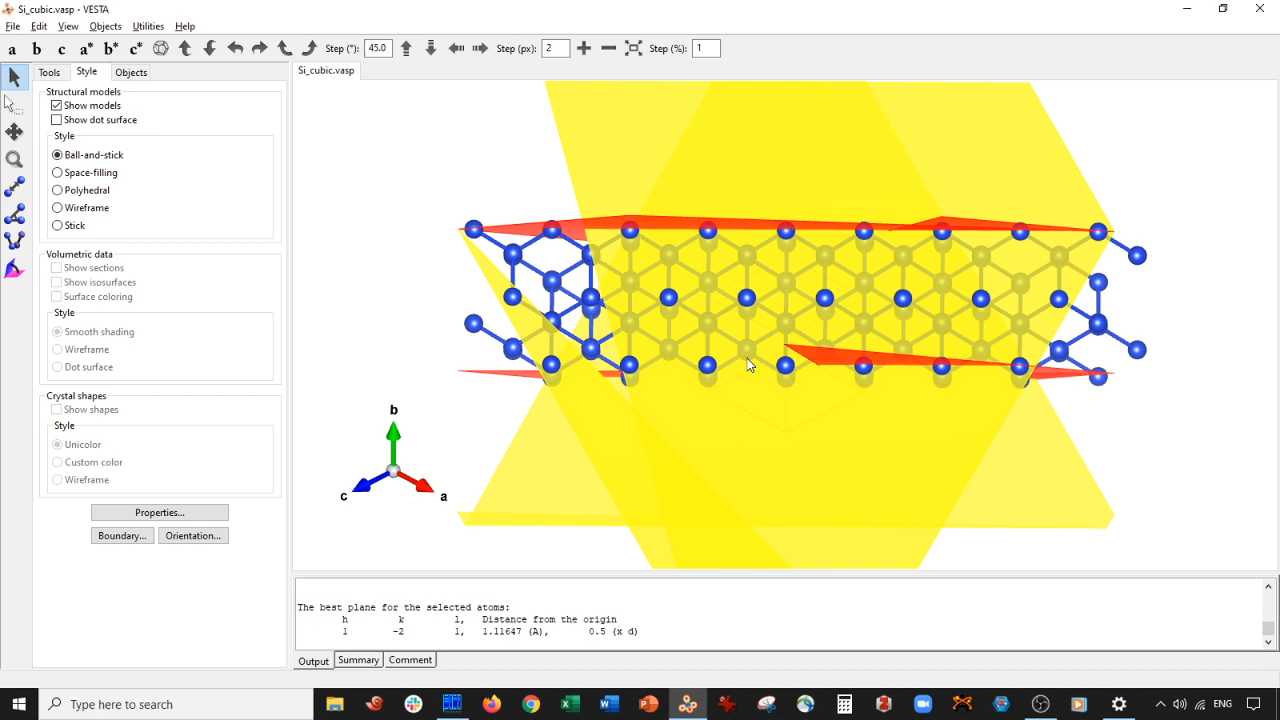 Si_cubic.vasp - VESTA
File Edit View Objects Utilities Help
a b c a* b* c* Step (°): 45.0 Step (px): 2 Step (%): 1
Tools Style Objects
Si_cubic.vasp
Structural models
Show models
Show dot surface
Style
Ball-and-stick
Space-filling
Polyhedral
Wireframe
Stick
Volumetric data
Show sections
Show isosurfaces
Surface coloring
Style
Smooth shading
Wireframe
Dot surface
Crystal shapes
Show shapes
Style
Unicolor
Custom color
Wireframe
Properties...
Boundary... Orientation...
b
c a
The best plane for the selected atoms:
h k l, Distance from the origin
1 -2 1, 1.11647 (A), 0.5 (x d)
Output Summary Comment
Type here to search
ENG